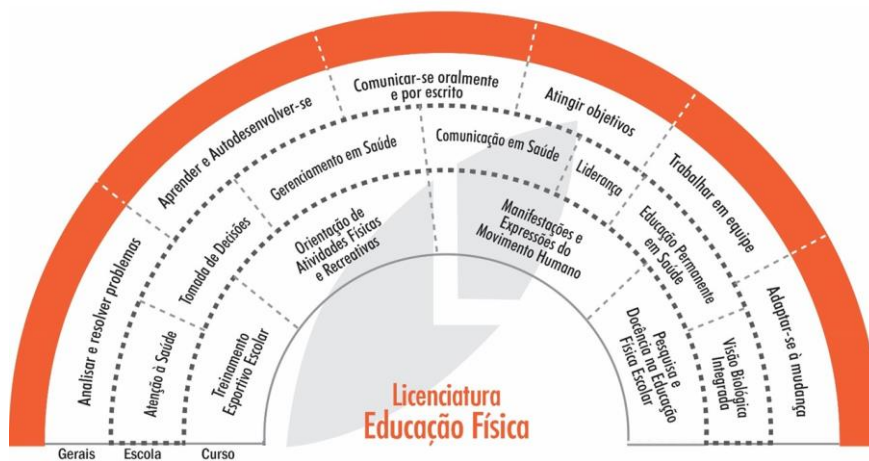 Analisar e resolver problemas
Aprender e Autodesenvolver-se
Comunicar-se oralmente
e por escrito
Atingir objetivos
Trabalhar em equipe
Adaptar-se à mudança
Atenção à Saúde
Tomada de Decisões
Gerenciamento em Saúde
Comunicação em Saúde
Liderança
Educação Permanente
em Saúde
Visão Biológica
Integrada
Treinamento
Esportivo Escolar
Orientação de
Atividades Físicas
e Recreativas
Manifestações e
Expressões do
Movimento Humano
Pesquisa e
Docência na Educação
Física Escolar
Licenciatura
Educação Física
Gerais
Escola
Curso